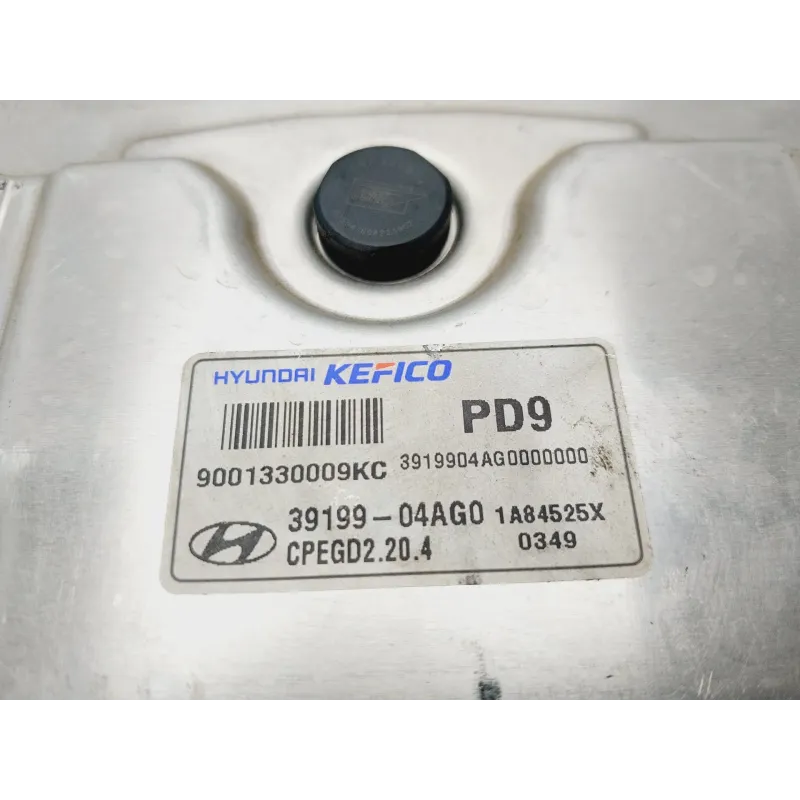 HYUNDAI KEFICO
PD9
9001330009KC
3919904AG0000000
39199-04AG0 1A84525X
CPEGD2.20.4 0349